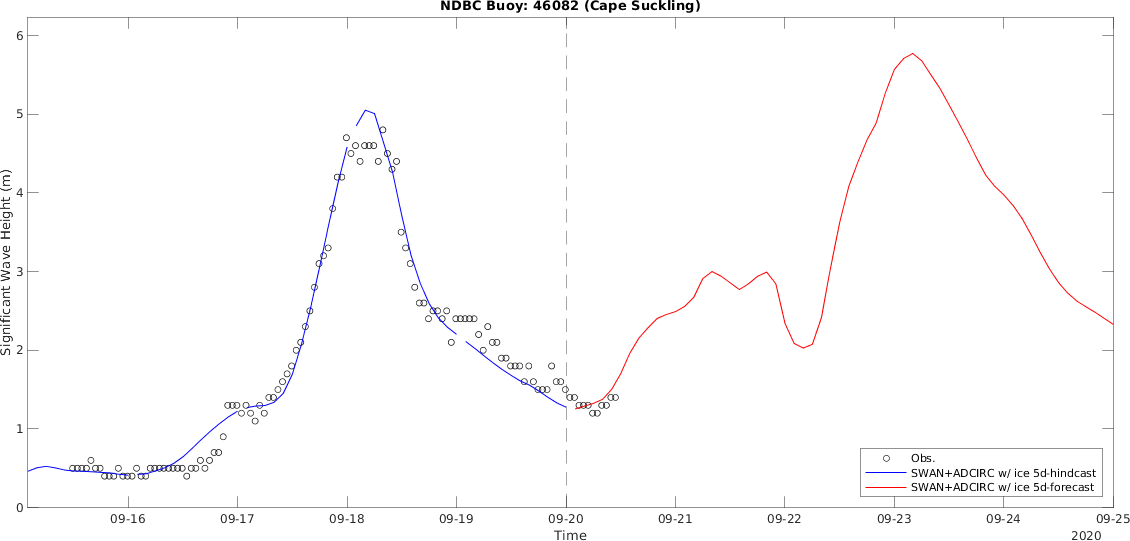 NDBC Buoy: 46082 (Cape Suckling)
Significant Wave Height (m)
6
5
4
3
2
1
0
Obs.
SWAN+ADCIRC w/ ice 5d-hindcast
SWAN+ADCIRC w/ ice 5d-forecast
09-16 09-17 09-18 09-19 09-20 09-21 09-22 09-23 09-24 09-25
Time
2020